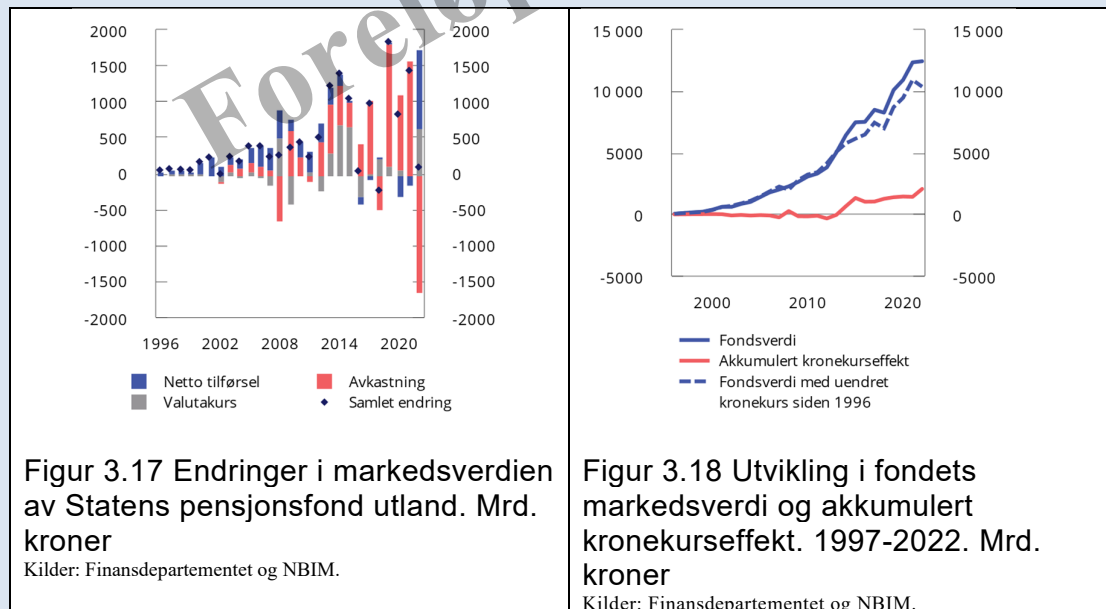 Foreløp
2000
1500
1000
500
0
-500
-1000
-1500
-2000
2000
1500
1000
500
0
-500
-1000
-1500
-2000
1996 2002 2008 2014 2020
Netto tilførsel
Avkastning
Valutakurs
Samlet endring
Figur 3.17 Endringer i markedsverdien
av Statens pensjonsfond utland. Mrd.
kroner
Kilder: Finansdepartementet og NBIM.
15 000
10 000
5000
0
-5000
15 000
10 000
5000
0
-5000
2000 2010 2020
Fondsverdi
Akkumulert kronekurseffekt
Fondsverdi med uendret
kronekurs siden 1996
Figur 3.18 Utvikling i fondets
markedsverdi og akkumulert
kronekurseffekt. 1997-2022. Mrd.
kroner
Kilder: Finansdepartementet og NBIM.